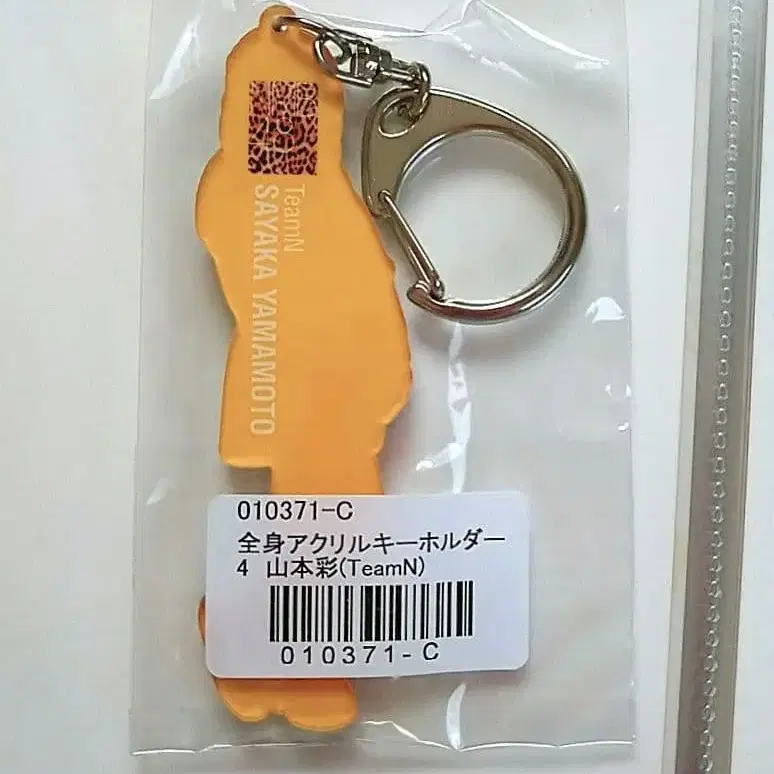 TeamN
SAYAKA YAMAMOTO
010371-C
全身アクリルキーホルダー
4 山本彩(TeamN)
010371-C